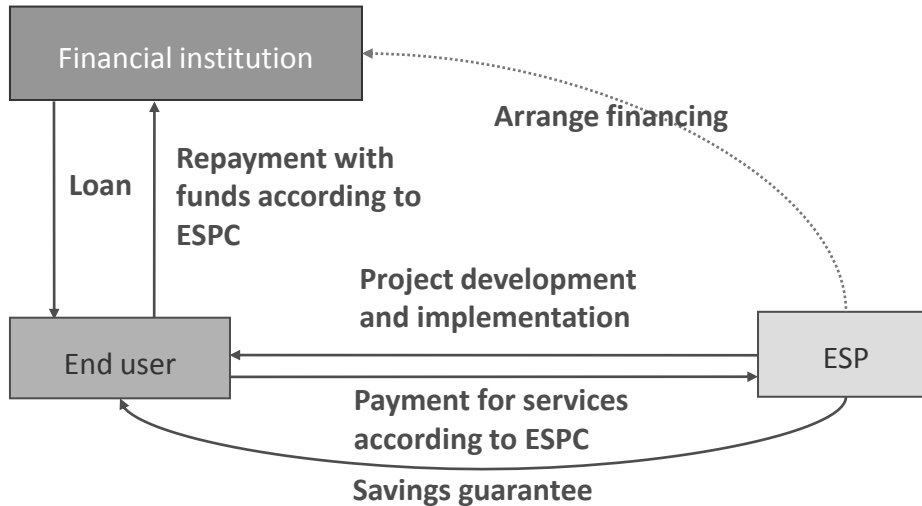 Financial institution
Arrange financing
Repayment with
funds according to
ESPC
Loan
Project development
and implementation
End user
ESP
Payment for services
according to ESPC
Savings guarantee